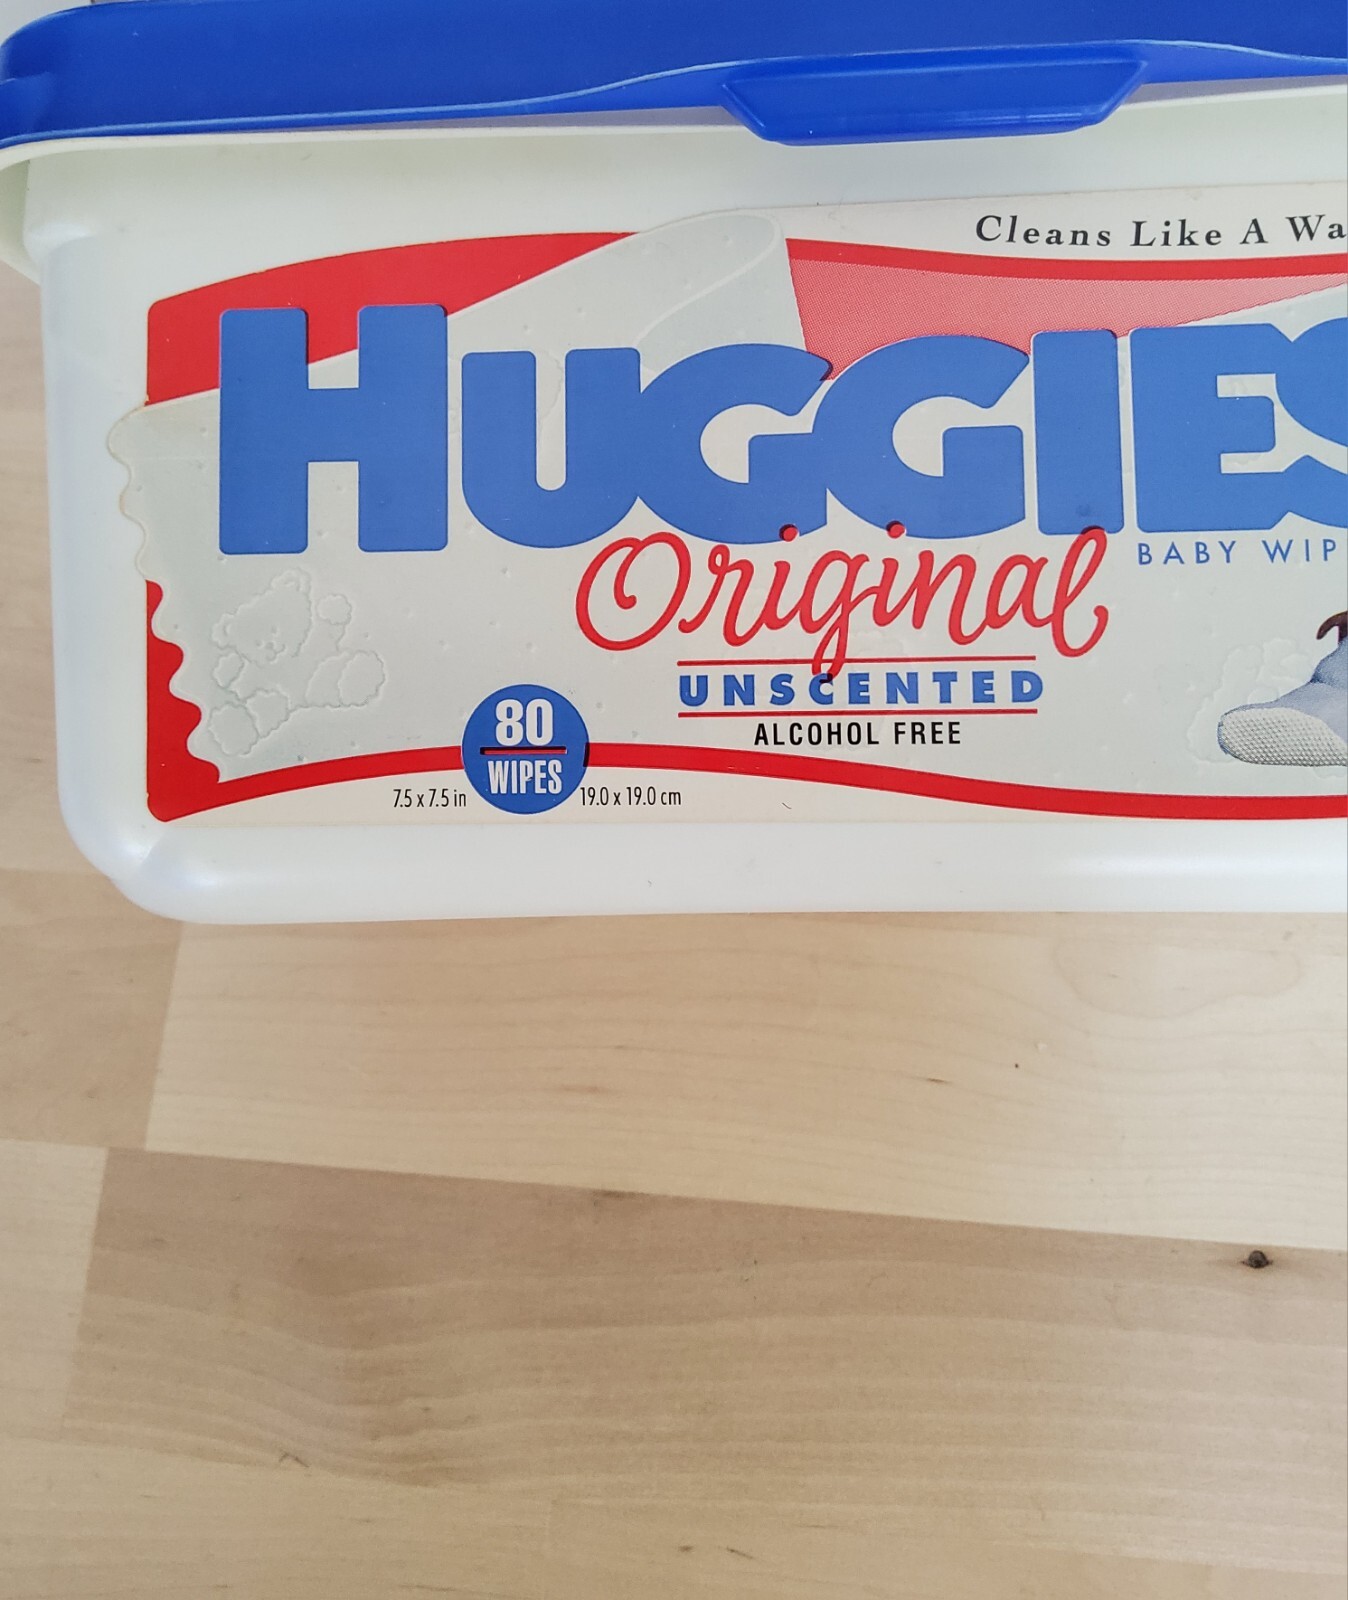 Cleans Like A Wa
HUGGIES
Original
BABY WIP
UNSCENTED
ALCOHOL FREE
80
WIPES
7.5 x 7.5 in 19.0 x 19.0 cm